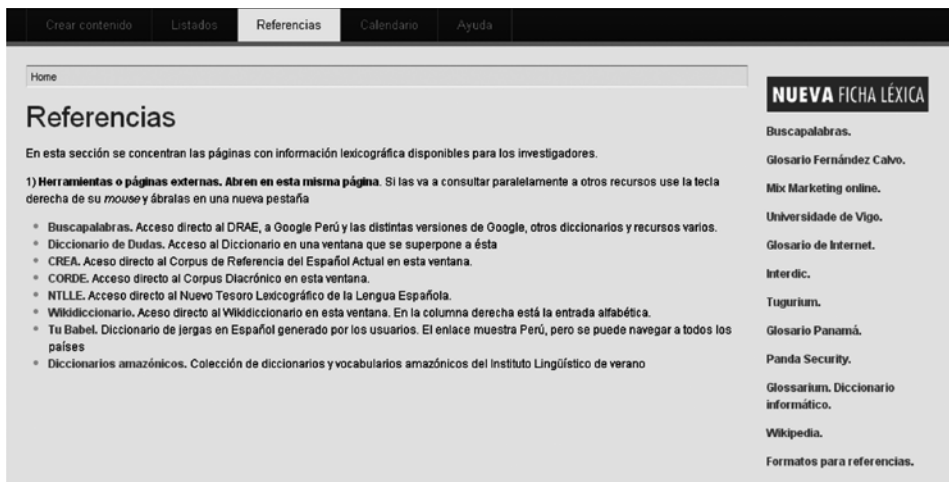 Crear contenido Listados Referencias Calendario Ayuda
Home
Referencias
En esta sección se concentran las páginas con información lexicográfica disponibles para los investigadores.
1) Herramientas o páginas externas. Abren en esta misma página. Si las va a consultar paralelamente a otros recursos use la tecla
derecha de su mouse y ábralas en una nueva pestaña
Buscapalabras. Acceso directo al DRAE, a Google Perú y las distintas versiones de Google, otros diccionarios y recursos varios.
Diccionario de Dudas. Acceso al Diccionario en una ventana que se superpone a ésta
CREA. Aceso directo al Corpus de Referencia del Español Actual en esta ventana.
CORDE. Acceso directo al Corpus Diacrónico en esta ventana.
NTLLE. Acceso directo al Nuevo Tesoro Lexicográfico de la Lengua Española.
Wikidiccionario. Aceso directo al Wikidiccionario en esta ventana. En la columna derecha está la entrada alfabética.
Tu Babel. Diccionario de jergas en Español generado por los usuarios. El enlace muestra Perú, pero se puede navegar a todos los
países
Diccionarios amazónicos. Colección de diccionarios y vocabularios amazónicos del Instituto Lingüístico de verano
NUEVA FICHA LÉXICA
Buscapalabras.
Glosario Fernández Calvo.
Mix Marketing online.
Universidade de Vigo.
Glosario de Internet.
Interdic.
Tugurium.
Glosario Panamá.
Panda Security.
Glossarium. Diccionario
informático.
Wikipedia.
Formatos para referencias.